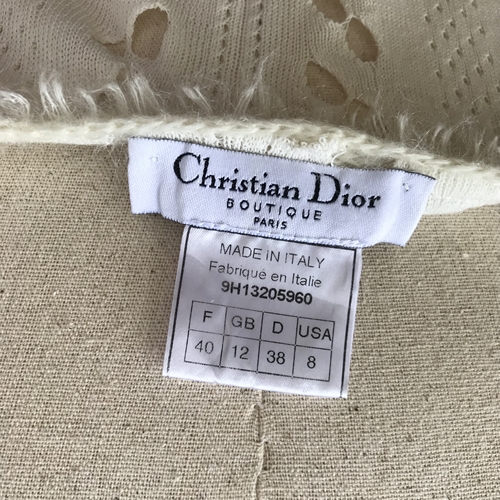 Christian Dior
BOUTIQUE
PARIS
MADE IN ITALY
Fabriqué en Italie
9H13205960
F GB D USA
40 12 38 8